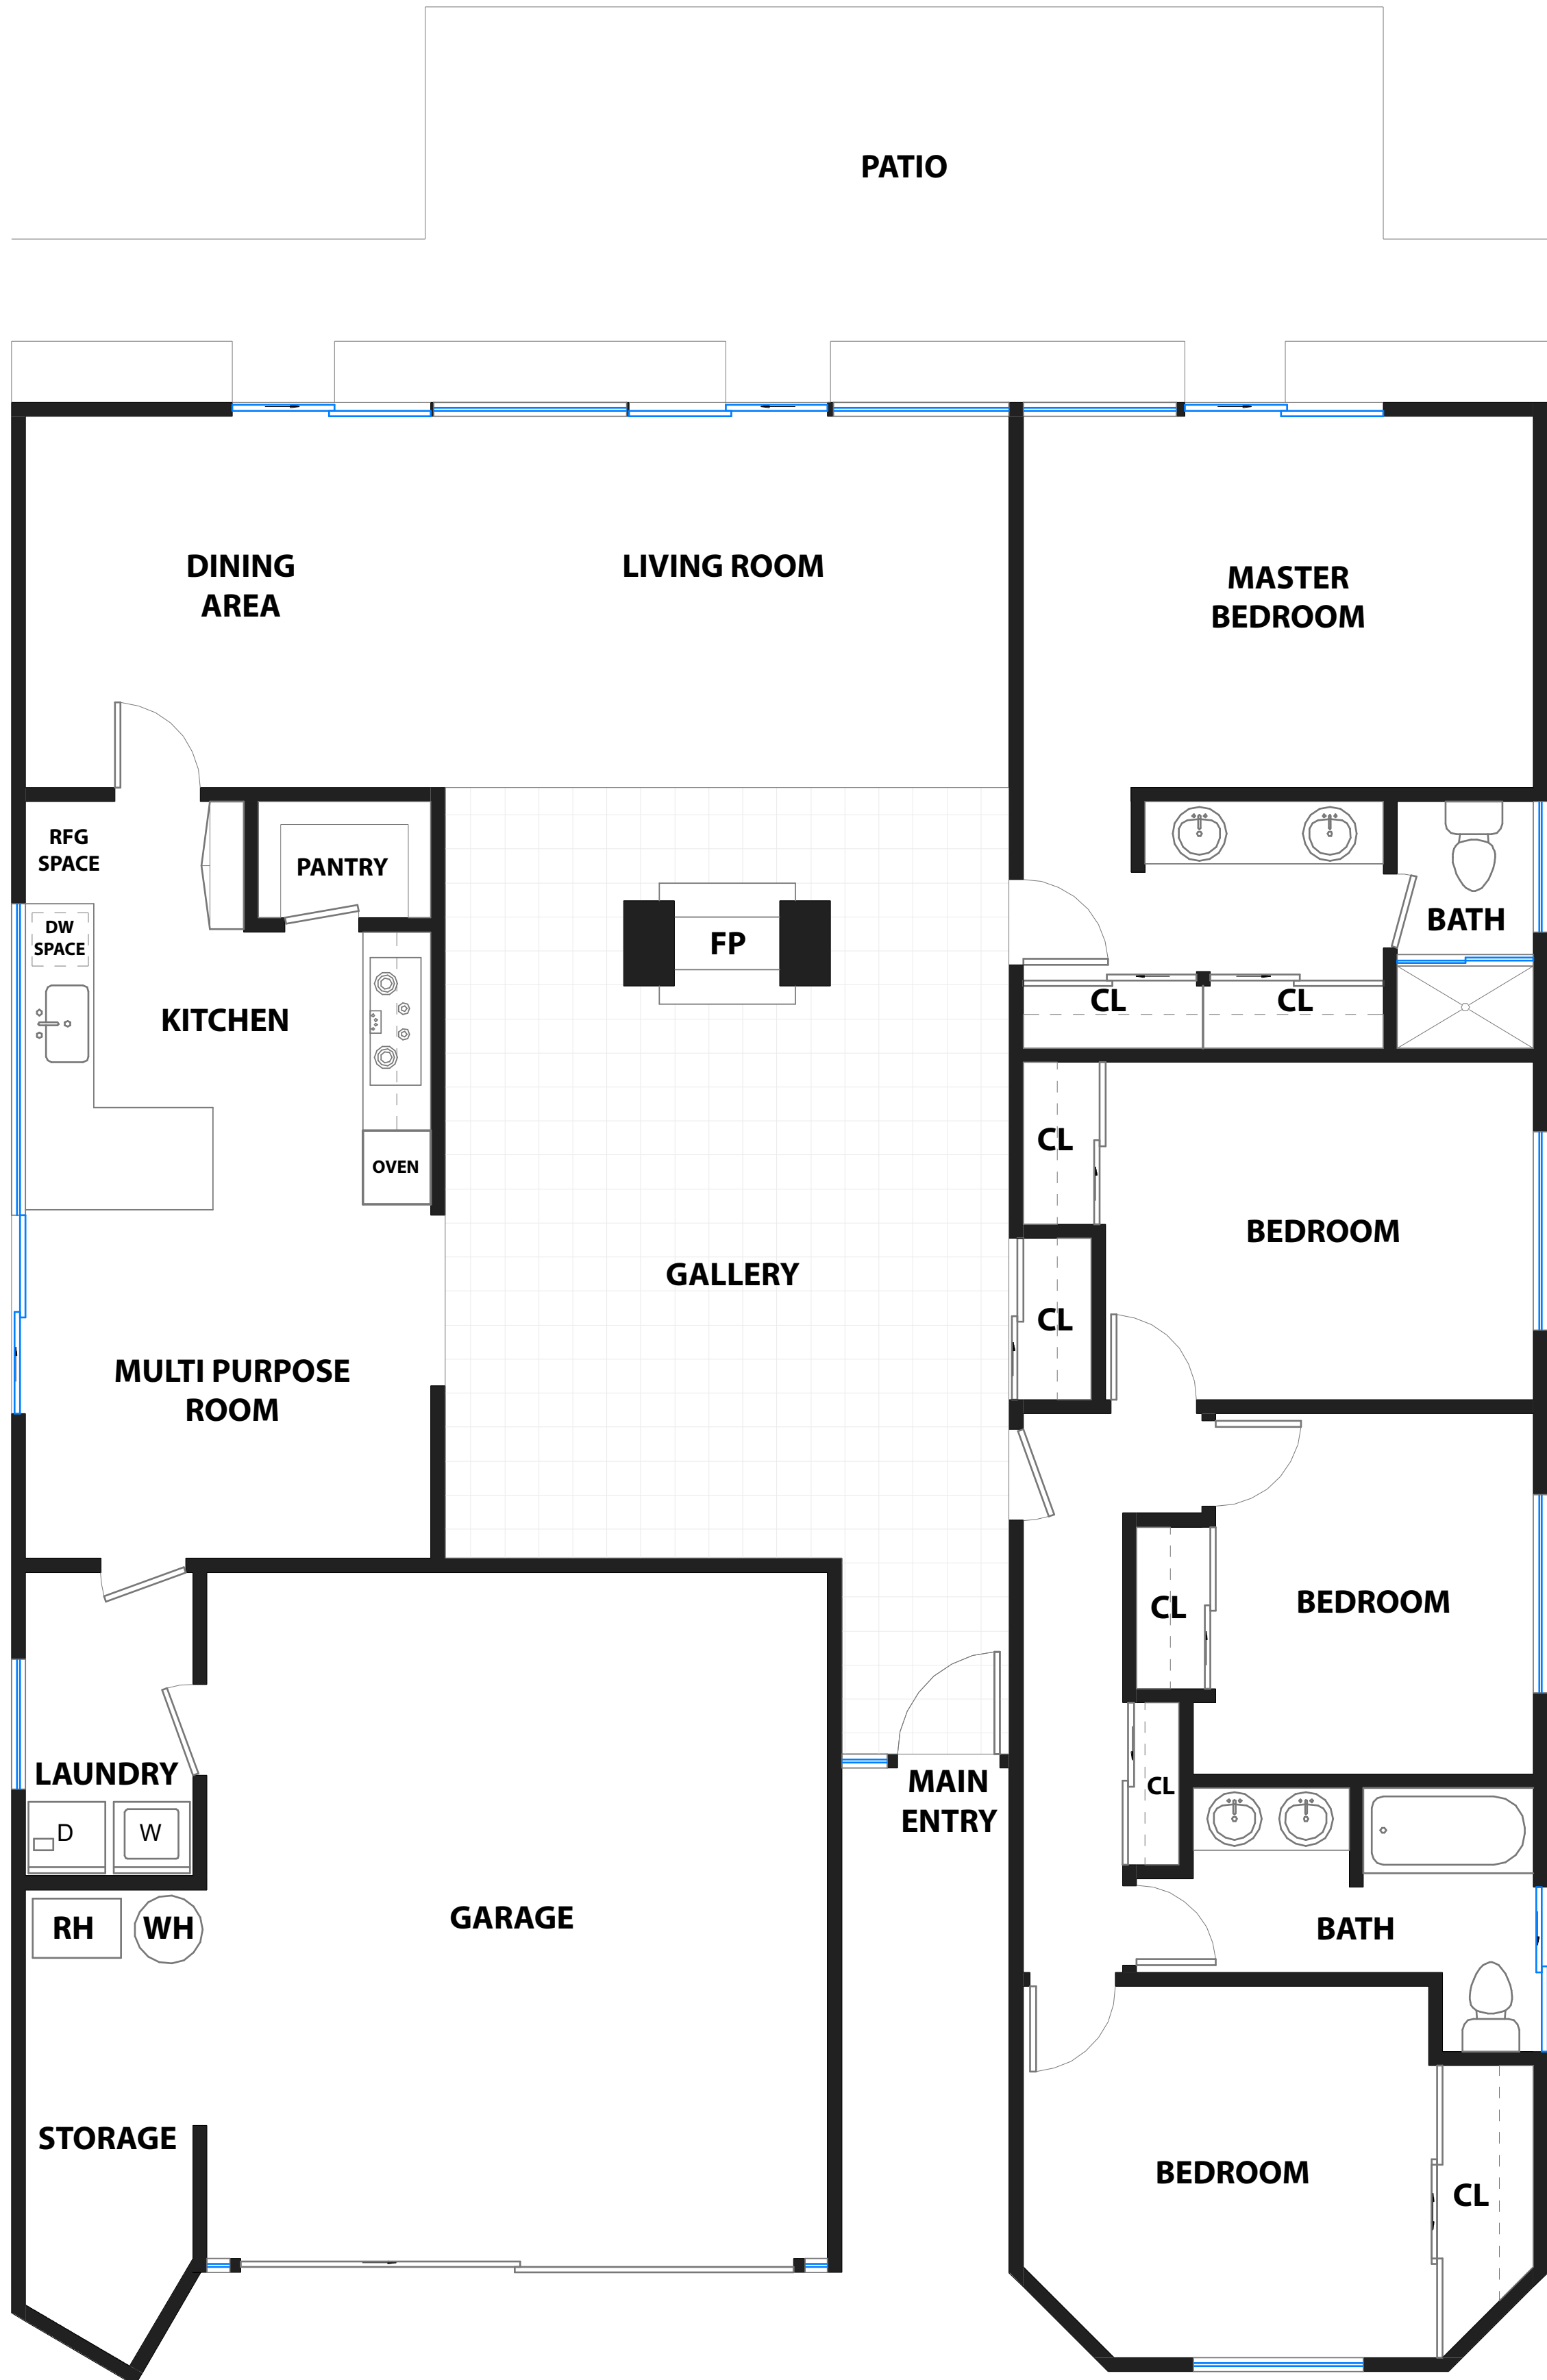 PATIO
DINING
AREA
LIVING ROOM
MASTER
BEDROOM
RFG
SPACE
PANTRY
DW
SPACE
FP
BATH
KITCHEN
CL
CL
CL
OVEN
BEDROOM
GALLERY
CL
MULTI PURPOSE
ROOM
CL
BEDROOM
LAUNDRY
MAIN
ENTRY
CL
D
W
GARAGE
RH
WH
BATH
STORAGE
BEDROOM
CL